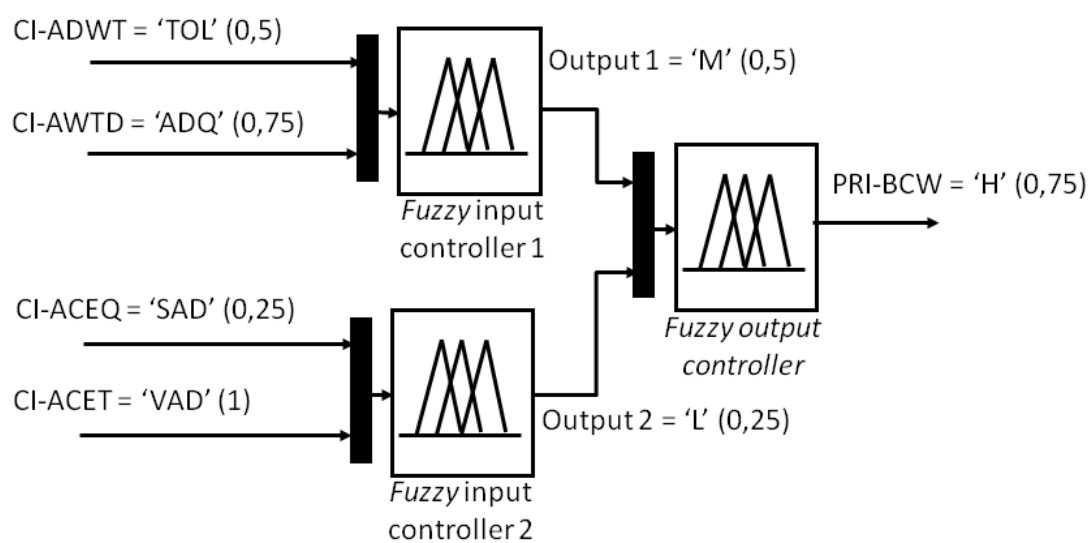 CI-ADWT = ‘TOL’ (0,5)
CI-AWTD = ‘ADQ’ (0,75)
Fuzzy input
controller 1
Output 1 = ‘M’ (0,5)
PRI-BCW = ‘H’ (0,75)
Fuzzy output
controller
CI-ACEQ = ‘SAD’ (0,25)
CI-ACET = ‘VAD’ (1)
Fuzzy input
controller 2
Output 2 = ‘L’ (0,25)